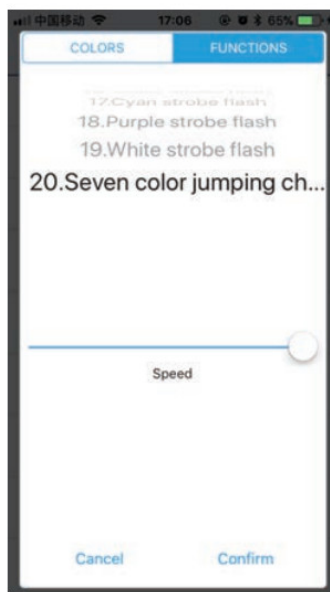 中国移动 17:06 65%
COLORS FUNCTIONS
17.Cyan strobe flash
18.Purple strobe flash
19.White strobe flash
20.Seven color jumping ch...
Speed
Cancel Confirm